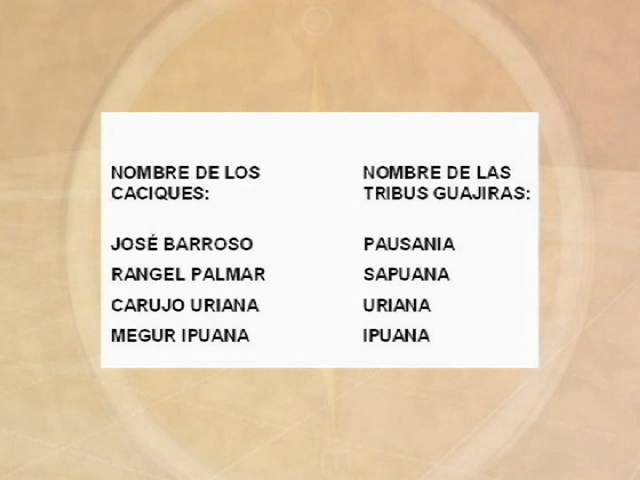 NOMBRE DE LOS
CACIQUES:
NOMBRE DE LAS
TRIBUS GUAJIRAS:
JOSÉ BARROSO PAUSANIA
RANGEL PALMAR SAPUANA
CARUJO URIANA URIANA
MEGUR IPUANA IPUANA